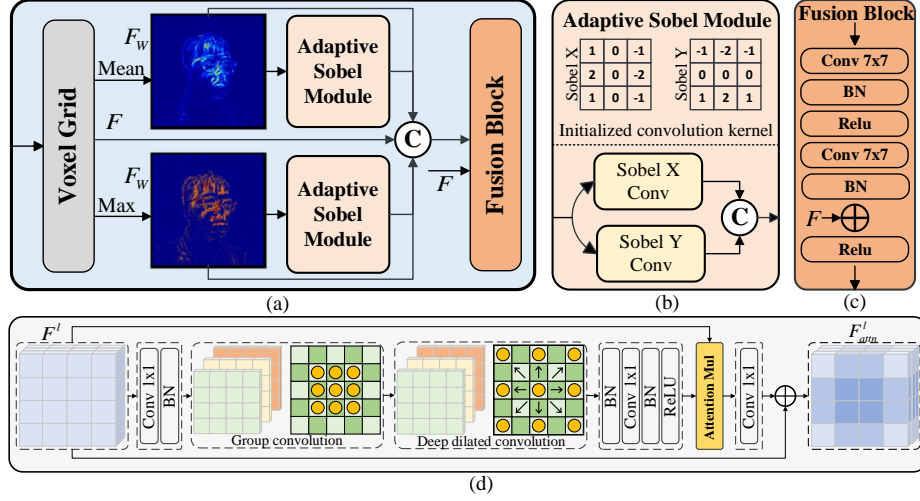 Voxel Grid
F_W
Mean
F
F_W
Max
Adaptive
Sobel
Module
Adaptive
Sobel
Module
C
F
Fusion Block
(a)
Adaptive Sobel Module
Sobel X
1 0 -1
2 0 -2
1 0 -1
Sobel Y
-1 -2 -1
0 0 0
1 2 1
Initialized convolution kernel
Sobel X
Conv
Sobel Y
Conv
C
(b)
Fusion Block
Conv 7x7
BN
Relu
Conv 7x7
BN
F
Relu
(c)
F^l
Conv 1x1
BN
Group convolution
Deep dilated convolution
BN
Conv 1x1
BN
ReLU
Attention Mul
Conv 1x1
F^l_attn
(d)